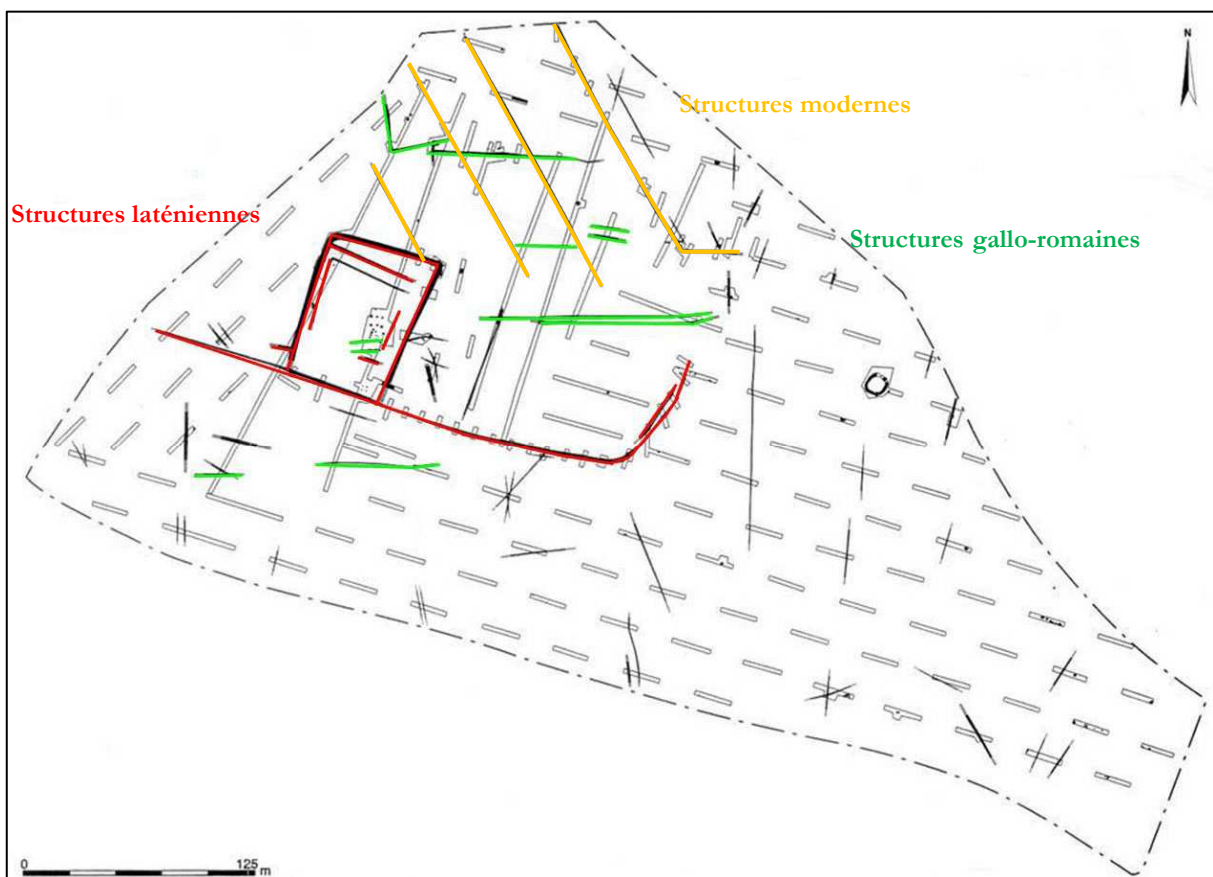 N
Structures modernes
Structures laténiennes
Structures gallo-romaines
0 125
m